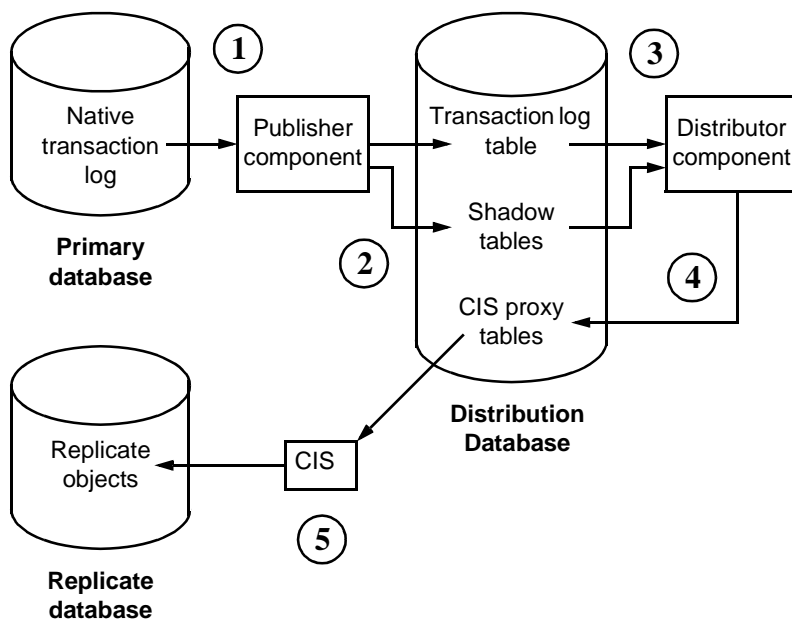 1
3
Native
transaction
log
Publisher
component
Transaction log
table
Distributor
component
Shadow
tables
Primary
database
2
4
CIS proxy
tables
Distribution
Database
Replicate
objects
CIS
5
Replicate
database